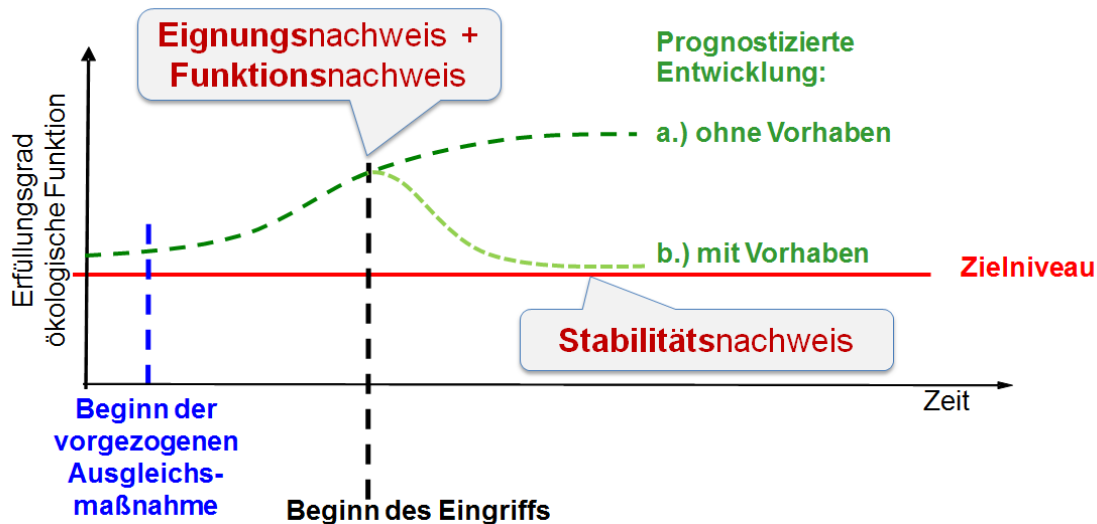 Eignungsnachweis +
Funktionsnachweis
Prognostizierte
Entwicklung:
a.) ohne Vorhaben
b.) mit Vorhaben
Zielniveau
Stabilitätsnachweis
Erfüllungsgrad
ökologische Funktion
Zeit
Beginn der
vorgezogenen
Ausgleichs-
maßnahme
Beginn des Eingriffs